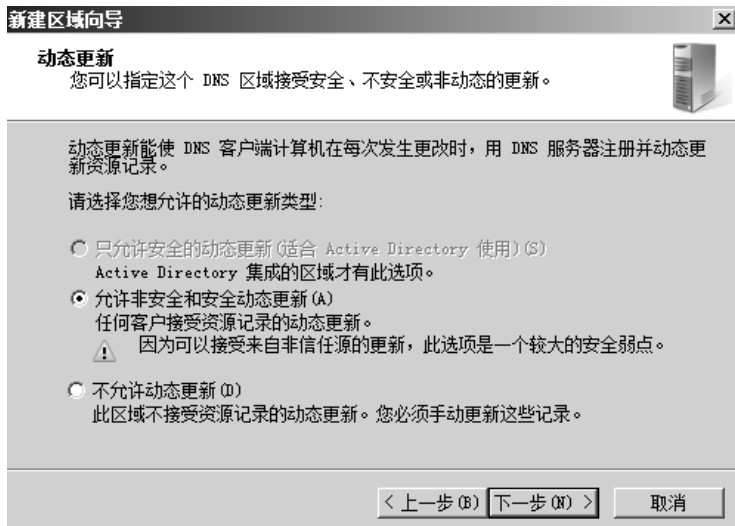 新建区域向导
动态更新
您可以指定这个 DNS 区域接受安全、不安全或非动态的更新。
动态更新能使 DNS 客户端计算机在每次发生更改时，用 DNS 服务器注册并动态更
新资源记录。
请选择您想允许的动态更新类型:
只允许安全的动态更新(适合 Active Directory 使用)(S)
Active Directory 集成的区域才有此选项。
允许非安全和安全动态更新(A)
任何客户接受资源记录的动态更新。
因为可以接受来自非信任源的更新，此选项是一个较大的安全弱点。
不允许动态更新(D)
此区域不接受资源记录的动态更新。您必须手动更新这些记录。
< 上一步(B) 下一步(N) > 取消